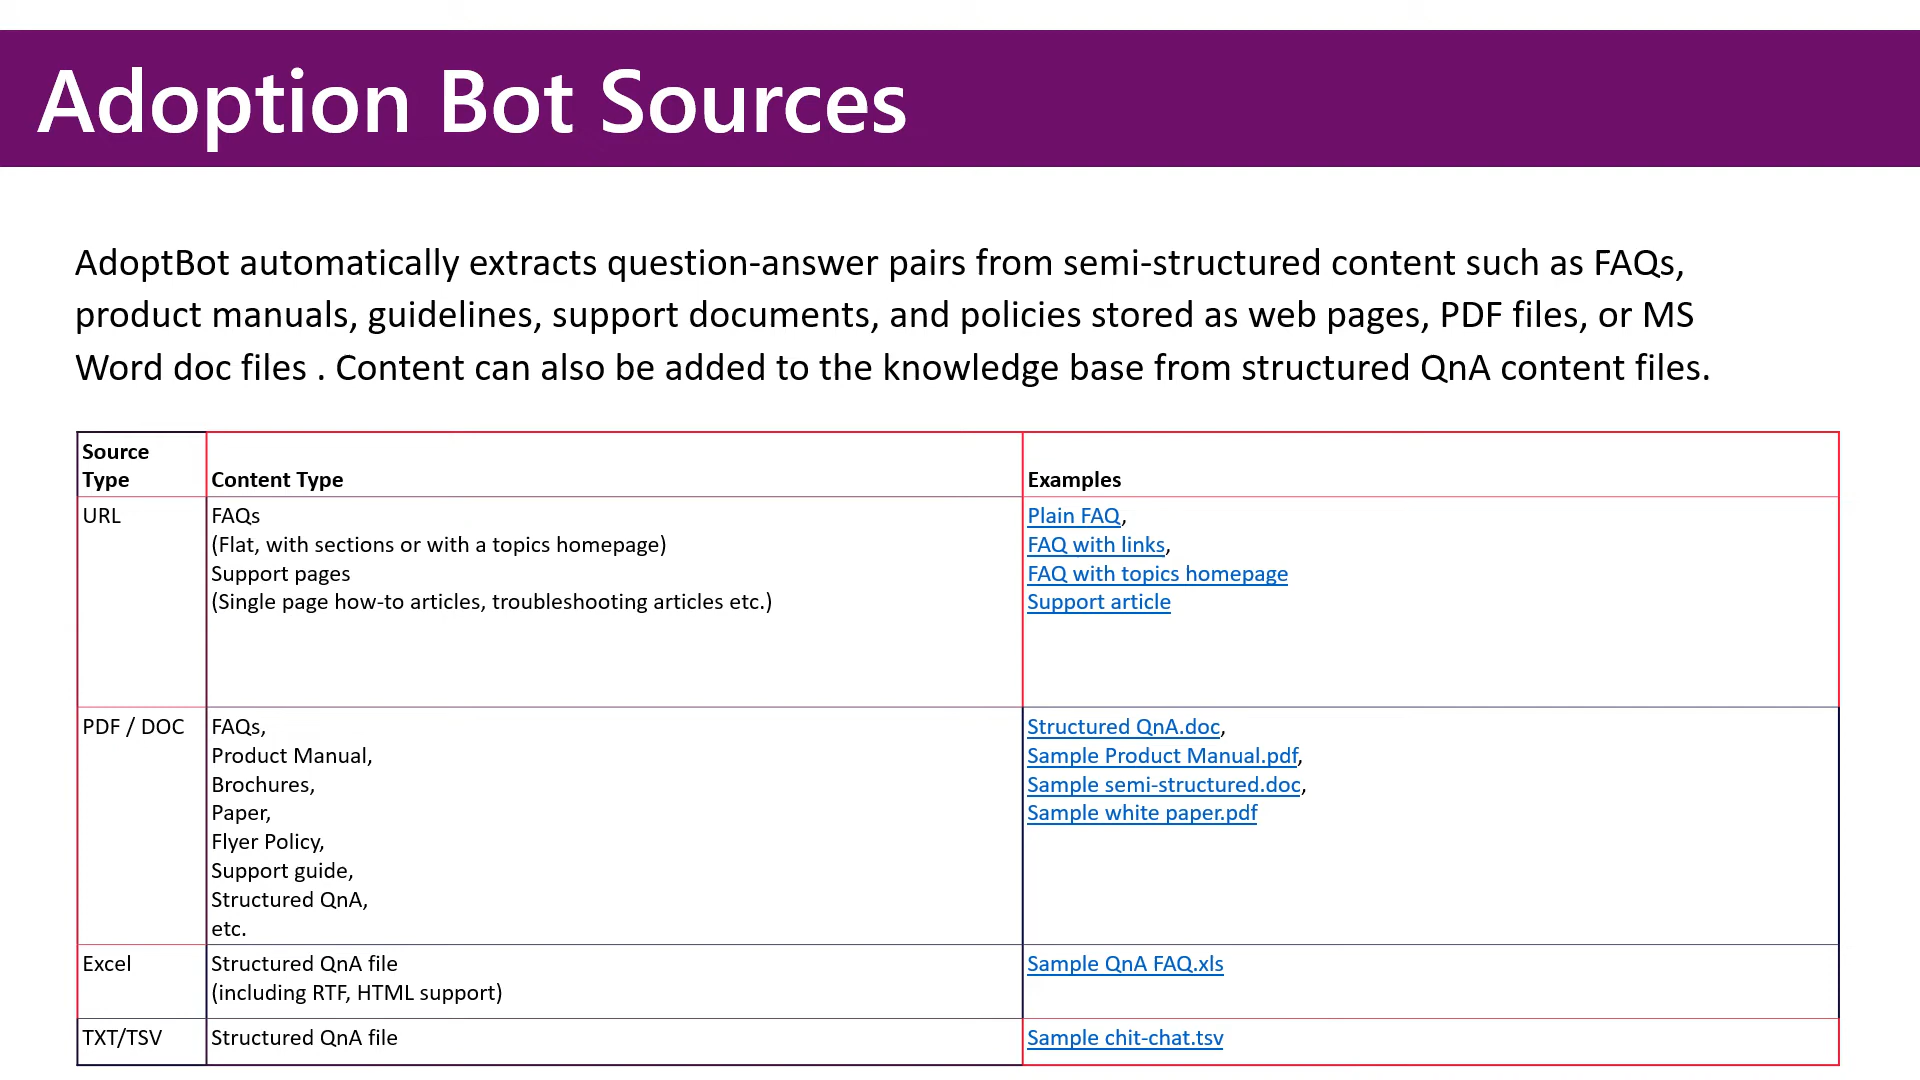 Adoption Bot Sources
AdoptBot automatically extracts question-answer pairs from semi-structured content such as FAQs,
product manuals, guidelines, support documents, and policies stored as web pages, PDF files, or MS
Word doc files . Content can also be added to the knowledge base from structured QnA content files.
Source
Type
Content Type
Examples
URL
FAQs
(Flat, with sections or with a topics homepage)
Support pages
(Single page how-to articles, troubleshooting articles etc.)
Plain FAQ,
FAQ with links,
FAQ with topics homepage
Support article
PDF / DOC
FAQs,
Product Manual,
Brochures,
Paper,
Flyer Policy,
Support guide,
Structured QnA,
etc.
Structured QnA.doc,
Sample Product Manual.pdf,
Sample semi-structured.doc,
Sample white paper.pdf
Excel
Structured QnA file
(including RTF, HTML support)
Sample QnA FAQ.xls
TXT/TSV
Structured QnA file
Sample chit-chat.tsv